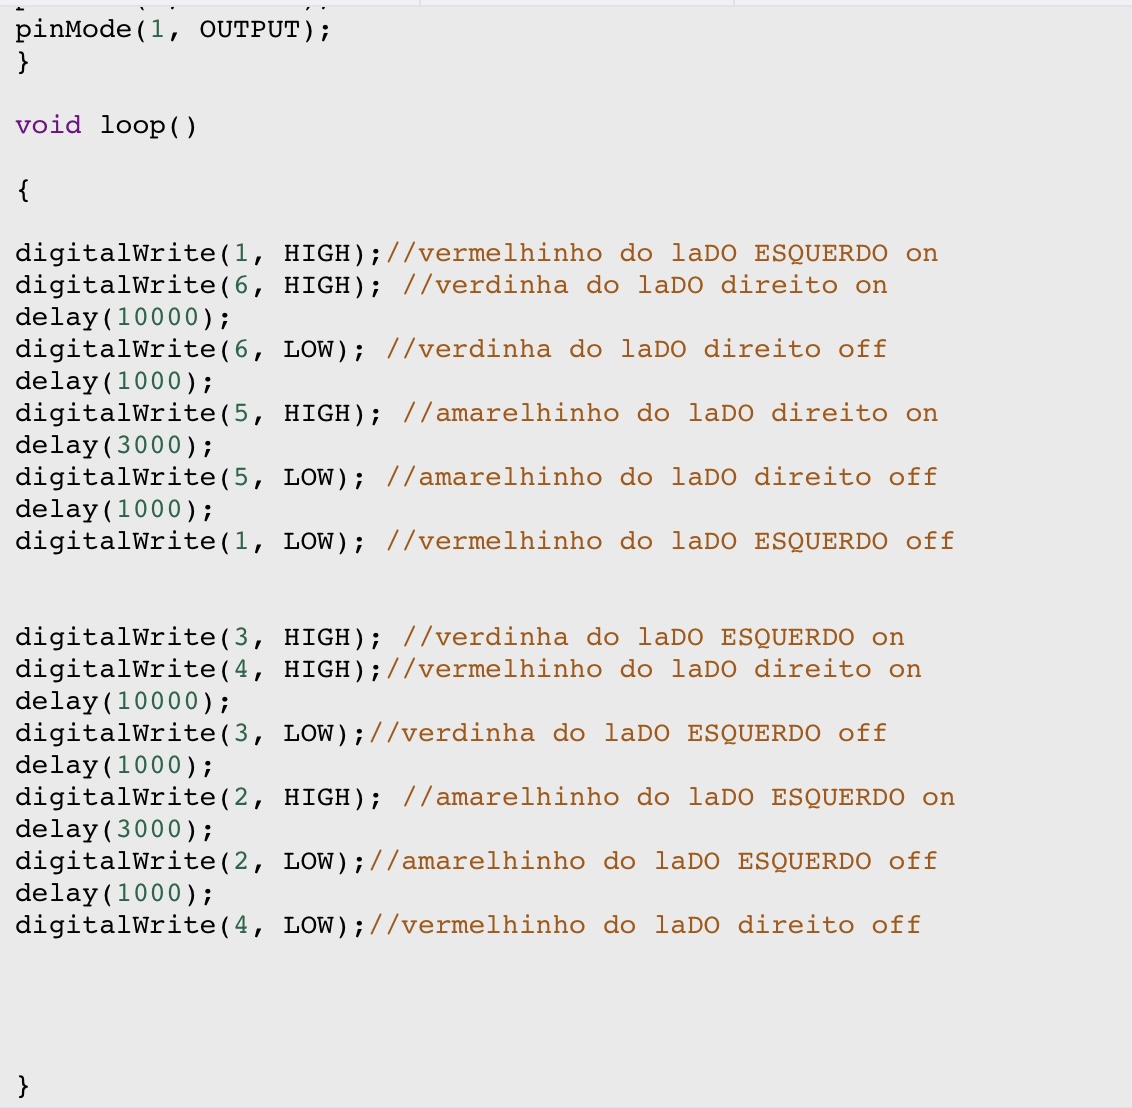 pinMode(1, OUTPUT);
}
void loop()
{
digitalWrite(1, HIGH);//vermelhinho do laDO ESQUERDO on
digitalWrite(6, HIGH); //verdinha do laDO direito on
delay(10000);
digitalWrite(6, LOW); //verdinha do laDO direito off
delay(1000);
digitalWrite(5, HIGH); //amarelhinho do laDO direito on
delay(3000);
digitalWrite(5, LOW); //amarelhinho do laDO direito off
delay(1000);
digitalWrite(1, LOW); //vermelhinho do laDO ESQUERDO off
digitalWrite(3, HIGH); //verdinha do laDO ESQUERDO on
digitalWrite(4, HIGH);//vermelhinho do laDO direito on
delay(10000);
digitalWrite(3, LOW);//verdinha do laDO ESQUERDO off
delay(1000);
digitalWrite(2, HIGH); //amarelhinho do laDO ESQUERDO on
delay(3000);
digitalWrite(2, LOW);//amarelhinho do laDO ESQUERDO off
delay(1000);
digitalWrite(4, LOW);//vermelhinho do laDO direito off
}